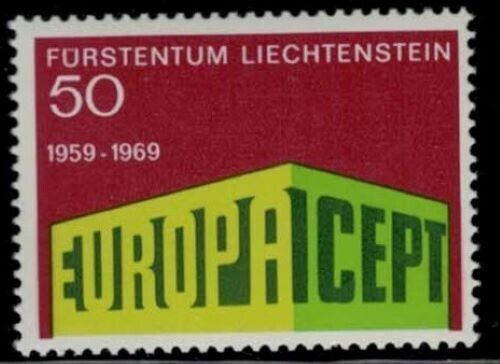 FÜRSTENTUM LIECHTENSTEIN
50
1959-1969
EUROPA CEPT